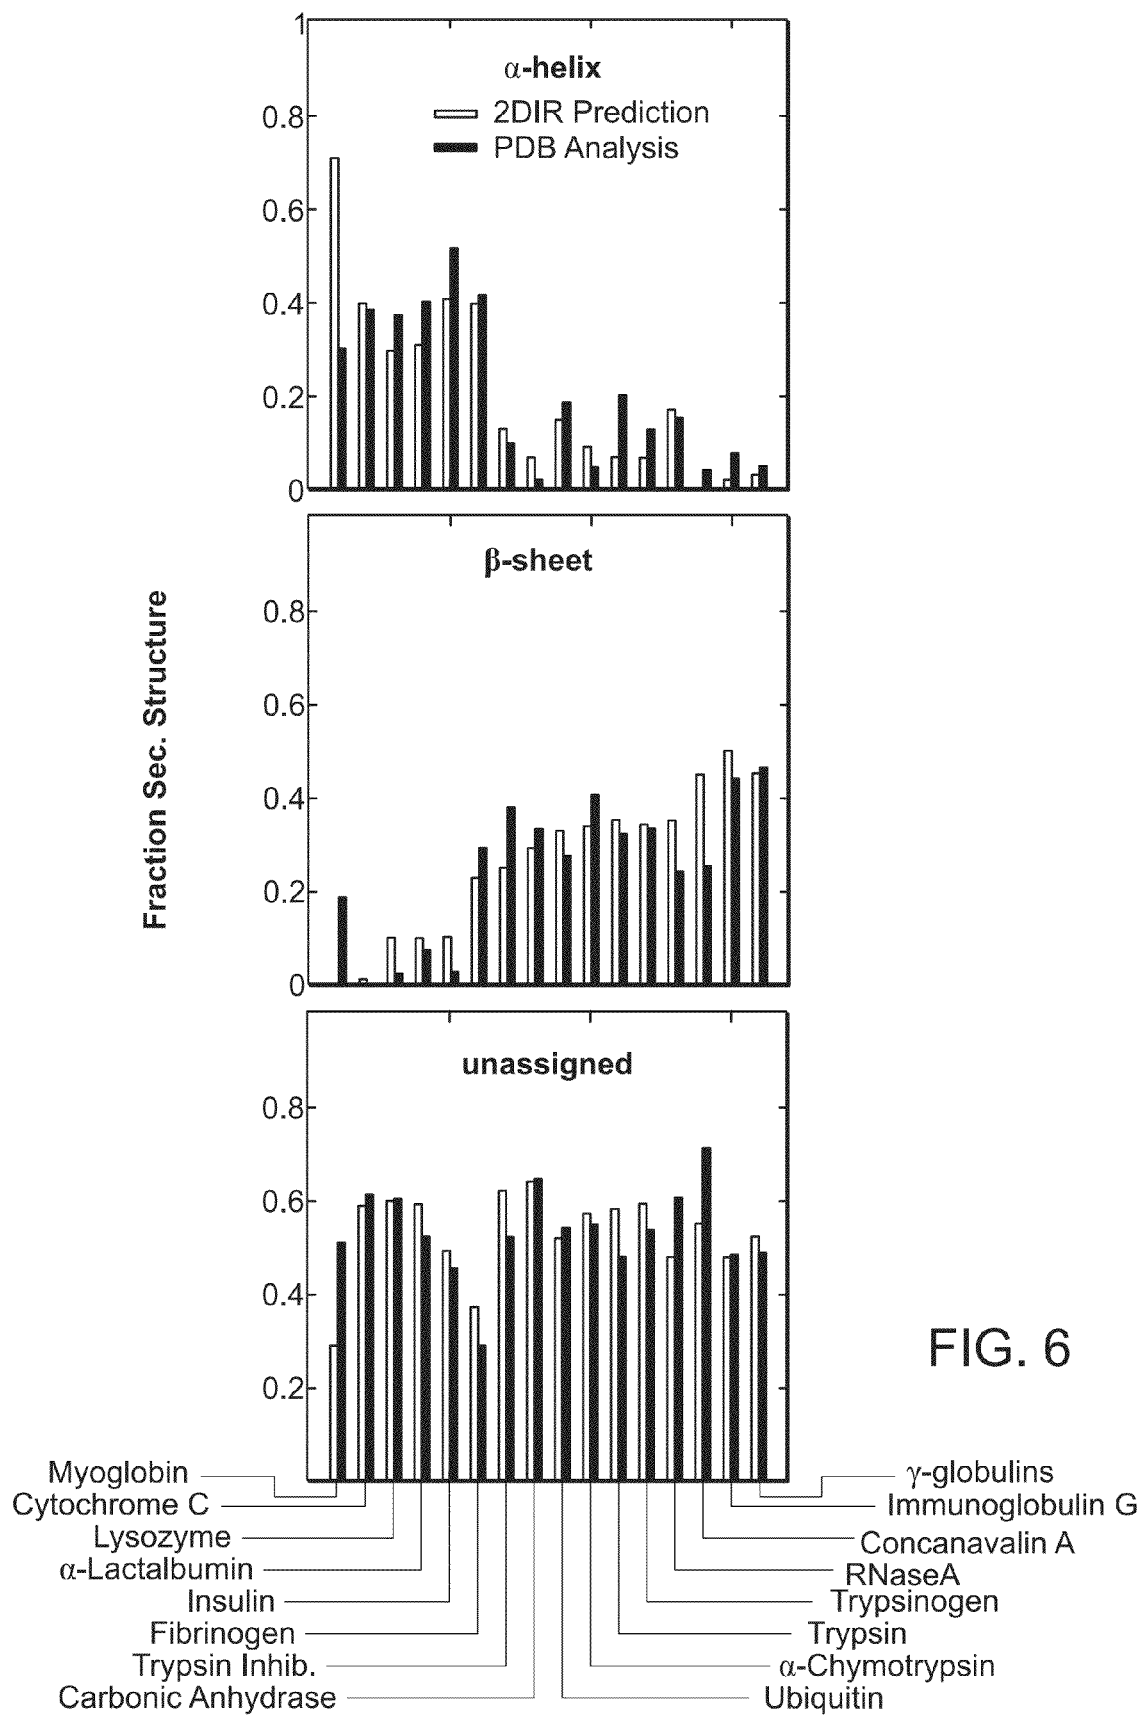 1
α-helix
2DIR Prediction
PDB Analysis
0.8
0.6
0.4
0.2
0
β-sheet
0.8
0.6
0.4
0.2
0
Fraction Sec. Structure
unassigned
0.8
0.6
0.4
0.2
FIG. 6
Myoglobin
Cytochrome C
Lysozyme
α-Lactalbumin
Insulin
Fibrinogen
Trypsin Inhib.
Carbonic Anhydrase
γ-globulins
Immunoglobulin G
Concanavalin A
RNaseA
Trypsinogen
Trypsin
α-Chymotrypsin
Ubiquitin